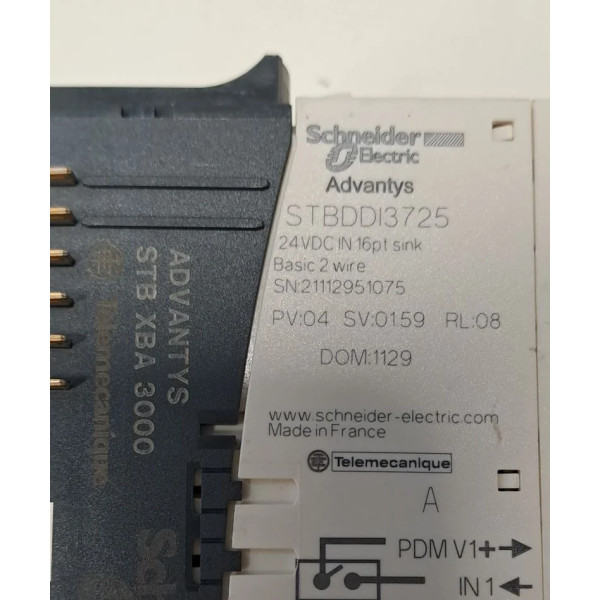 Schneider
Electric
Advantys
STBDDI3725
24VDC IN 16pt sink
Basic 2 wire
SN:21112951075
PV:04 SV:0159 RL:08
DOM:1129
www.schneider-electric.com
Made in France
Telemecanique
A
PDM V1+
IN 1
ADVANTYS
STB XBA 3000
Telemecanique
Sc